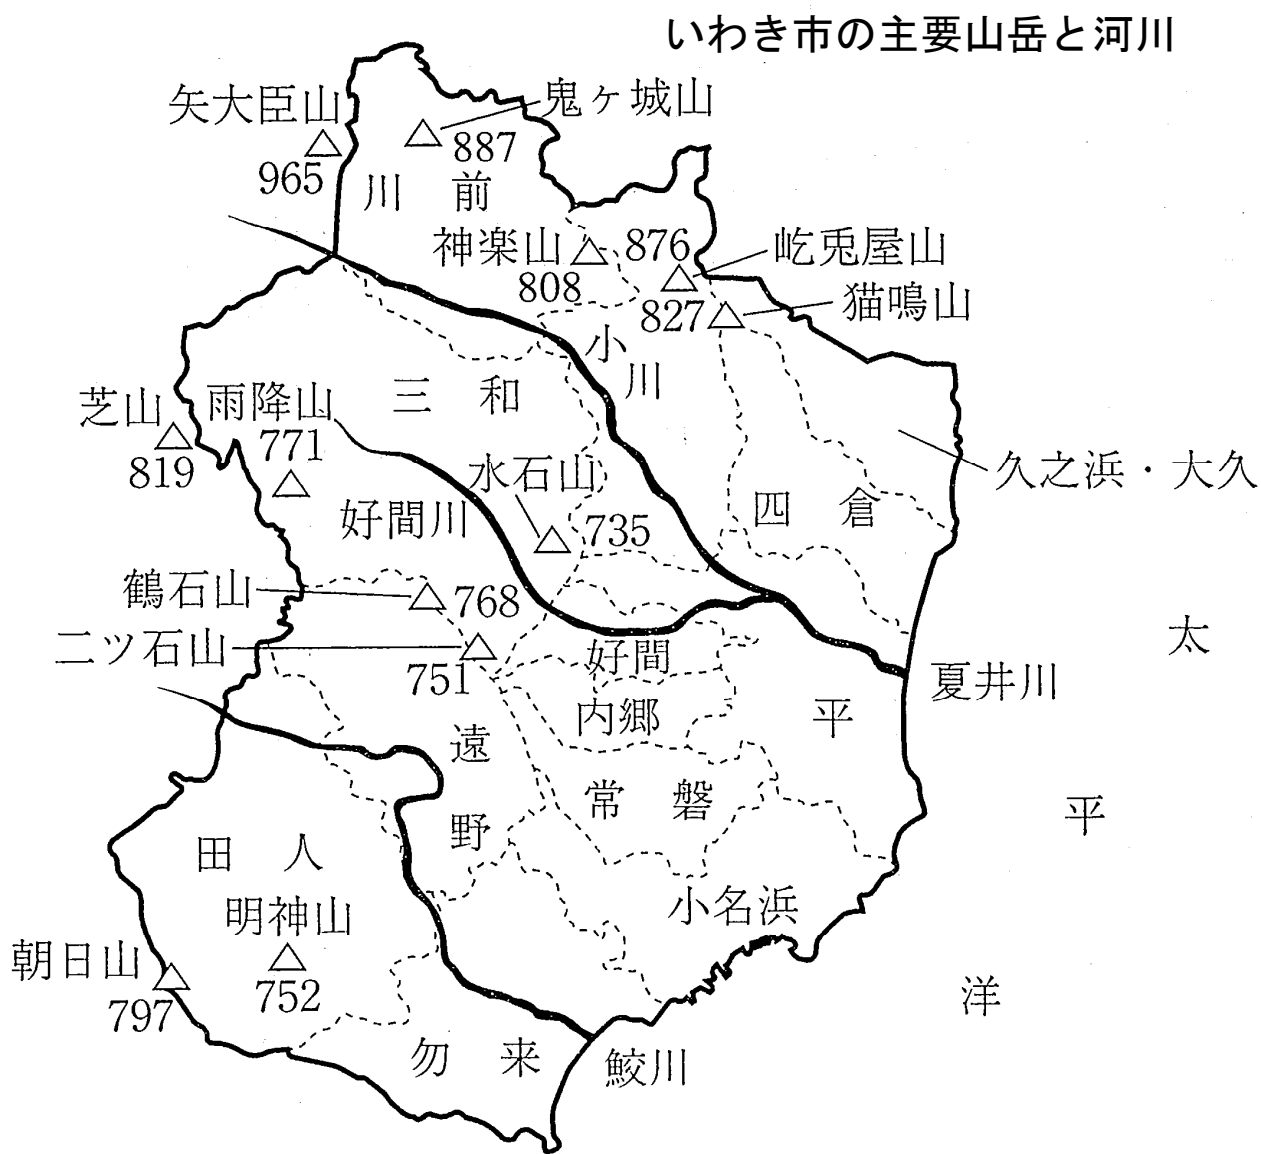 いわき市の主要山岳と河川
鬼ヶ城山
887
矢大臣山
965
川前
神楽山
808
876
屹兎屋山
827
猫鳴山
小川
三和
芝山
819
雨降山
771
水石山
735
好間川
四倉
久之浜・大久
鶴石山
768
二ツ石山
751
好間
内郷
平
夏井川
遠野
常磐
太平洋
田人
明神山
752
朝日山
797
小名浜
勿来
鮫川